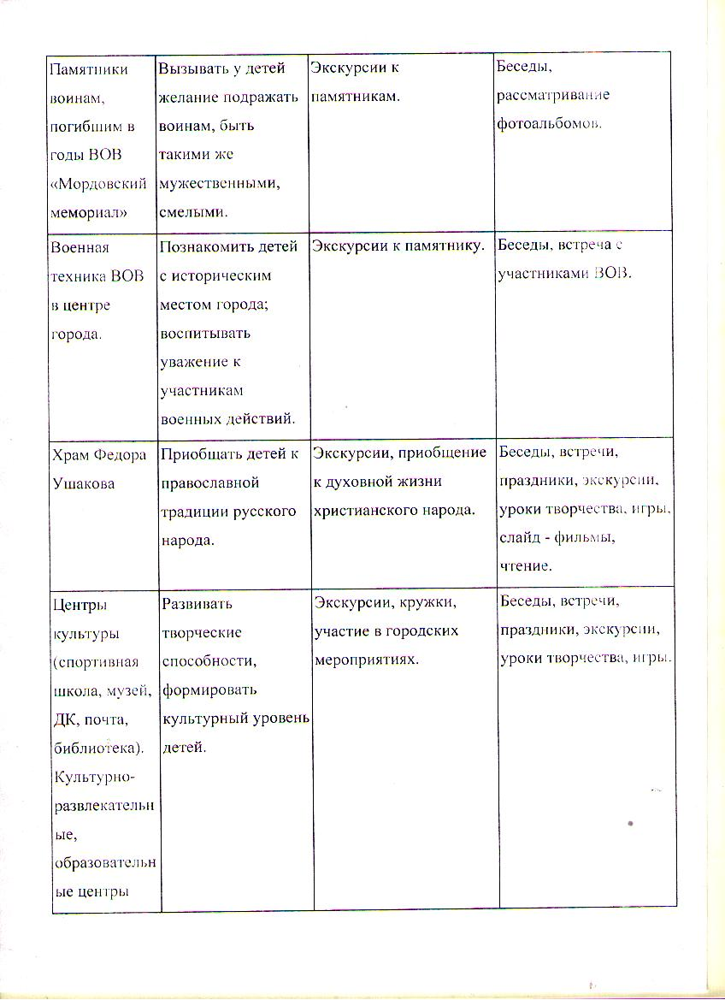 Памятники
воинам,
погибшим в
годы ВОВ
«Мордовский
мемориал»
Вызывать у детей
желание подражать
воинам, быть
такими же
мужественными,
смелыми.
Экскурсии к
памятникам.
Беседы,
рассматривание
фотоальбомов.
Военная
техника ВОВ
в центре
города.
Познакомить детей
с историческим
местом города;
воспитывать
уважение к
участникам
военных действий.
Экскурсии к памятнику.
Беседы, встреча с
участниками ВОВ.
Храм Федора
Ушакова
Приобщать детей к
православной
традиции русского
народа.
Экскурсии, приобщение
к духовной жизни
христианского народа.
Беседы, встречи,
праздники, экскурсии,
уроки творчества, игры,
слайд - фильмы,
чтение.
Центры
культуры
(спортивная
школа, музей,
ДК, почта,
библиотека).
Культурно-
развлекательн
ые,
образовательн
ые центры
Развивать
творческие
способности,
формировать
культурный уровень
детей.
Экскурсии, кружки,
участие в городских
мероприятиях.
Беседы, встречи,
праздники, экскурсии,
уроки творчества, игры.